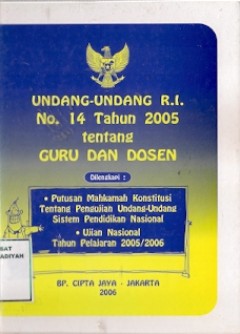 UNDANG-UNDANG R.I.
No. 14 Tahun 2005
tentang
GURU DAN DOSEN
Dilengkapi :
• Putusan Mahkamah Konstitusi
Tentang Pengujian Undang-Undang
Sistem Pendidikan Nasional
• Ujian Nasional
Tahun Pelajaran 2005/2006
BP. CIPTA JAYA - JAKARTA
2006